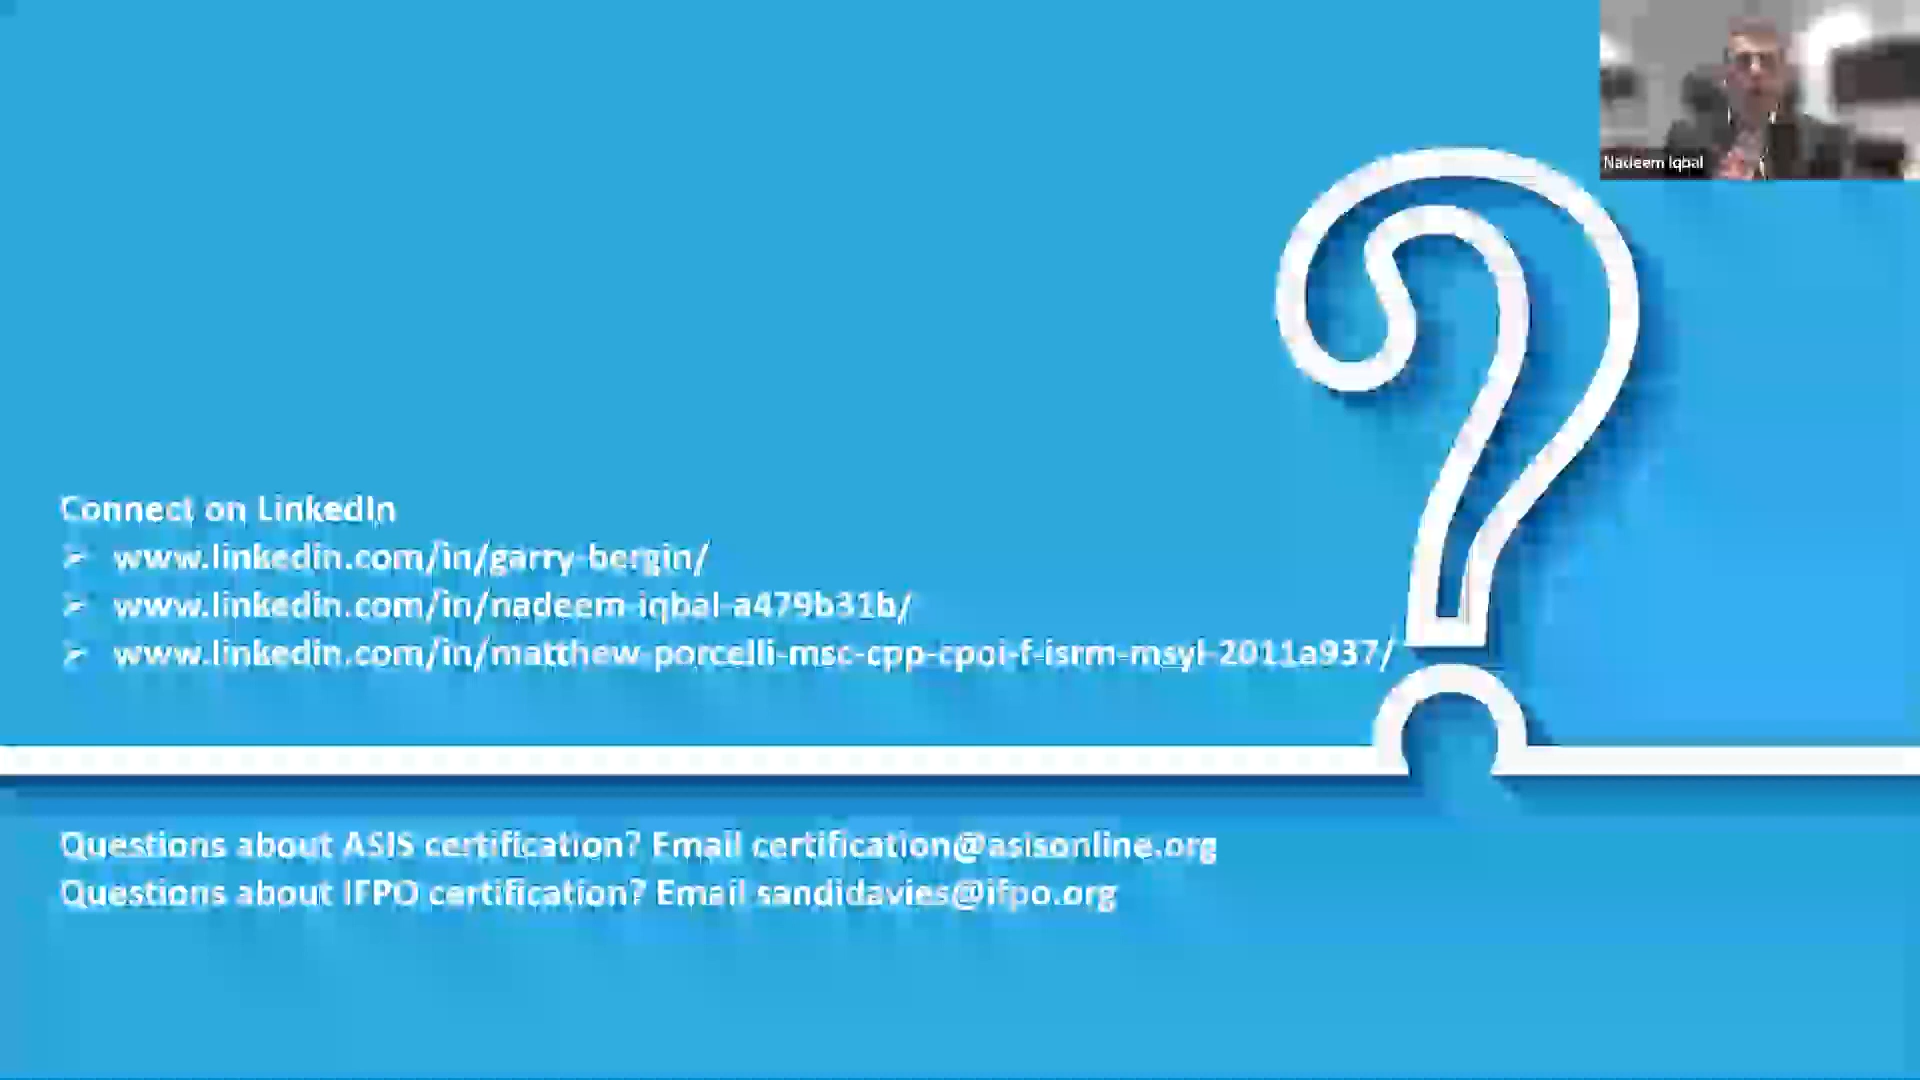 Nadeem Iqbal
Connect on LinkedIn
➢ www.linkedin.com/in/garry-bergin/
➢ www.linkedin.com/in/nadeem-iqbal-a479b31b/
➢ www.linkedin.com/in/matthew-porcelli-msc-cpp-cpoi-f-isrm-msyl-2011a937/
Questions about ASIS certification? Email certification@asisonline.org
Questions about IFPO certification? Email sandidavies@ifpo.org